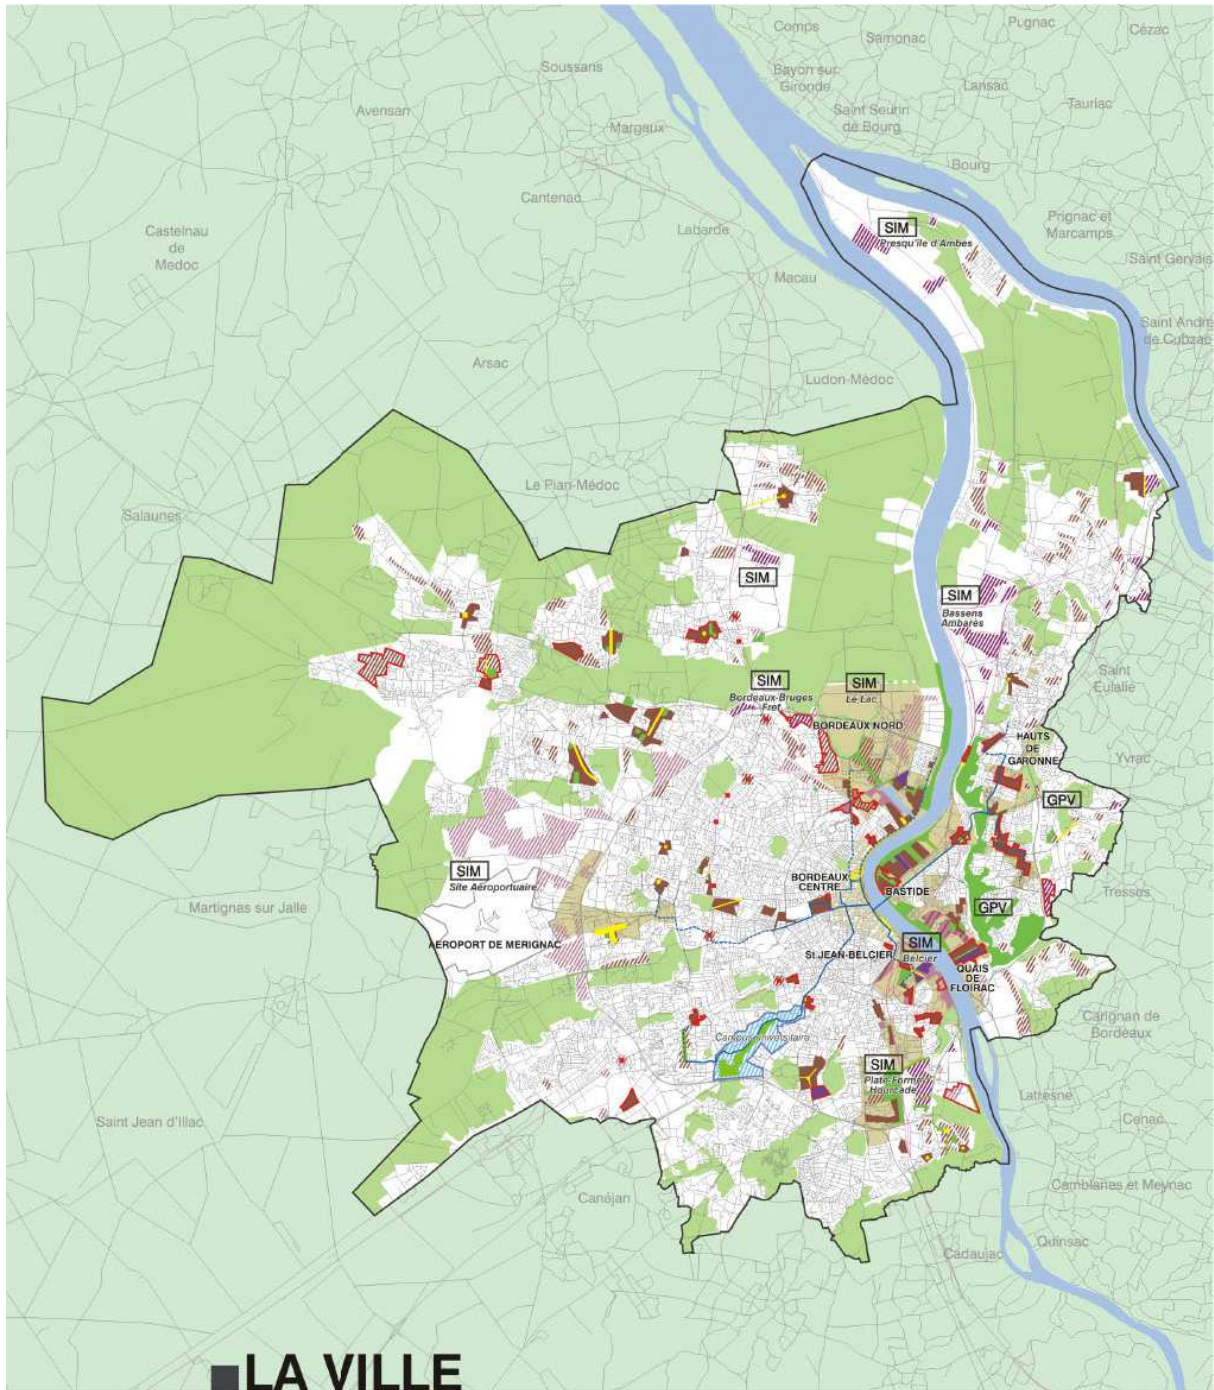 Comps
Pugnac
Samonac
Cézac
Soussans
Bayon sur
Gironde
Lansac
Tauriac
Avensan
Saint Seurin
de Bourg
Margaux
Bourg
Cantenac
Prignac et
Marcamps
SIM
Presqu'île d'Ambes
Labarde
Castelnau
de
Medoc
Saint Gervais
Macau
Saint André
de Cubzac
Arsac
Ludon-Médoc
Le Pian-Médoc
Salaunes
SIM
SIM
Bassens
Ambarès
Saint
Eulalie
SIM
Bordeaux-Bruges
Fret
SIM
Le Lac
BORDEAUX NORD
HAUTS
DE
GARONNE
Yvrac
GPV
SIM
Site Aéroportuaire
BORDEAUX
CENTRE
BASTIDE
Tresses
Martignas sur Jalle
GPV
AEROPORT DE MERIGNAC
St JEAN-BELCIER
SIM
Belcier
QUAIS
DE
FLOIRAC
Carignan de
Bordeaux
Campus universitaire
SIM
Plate-Forme
Hourcade
Latresne
Saint Jean d'Illac
Cenac
Canéjan
Camblanes et Meynac
Quinsac
Cadaujac
LA VILLE